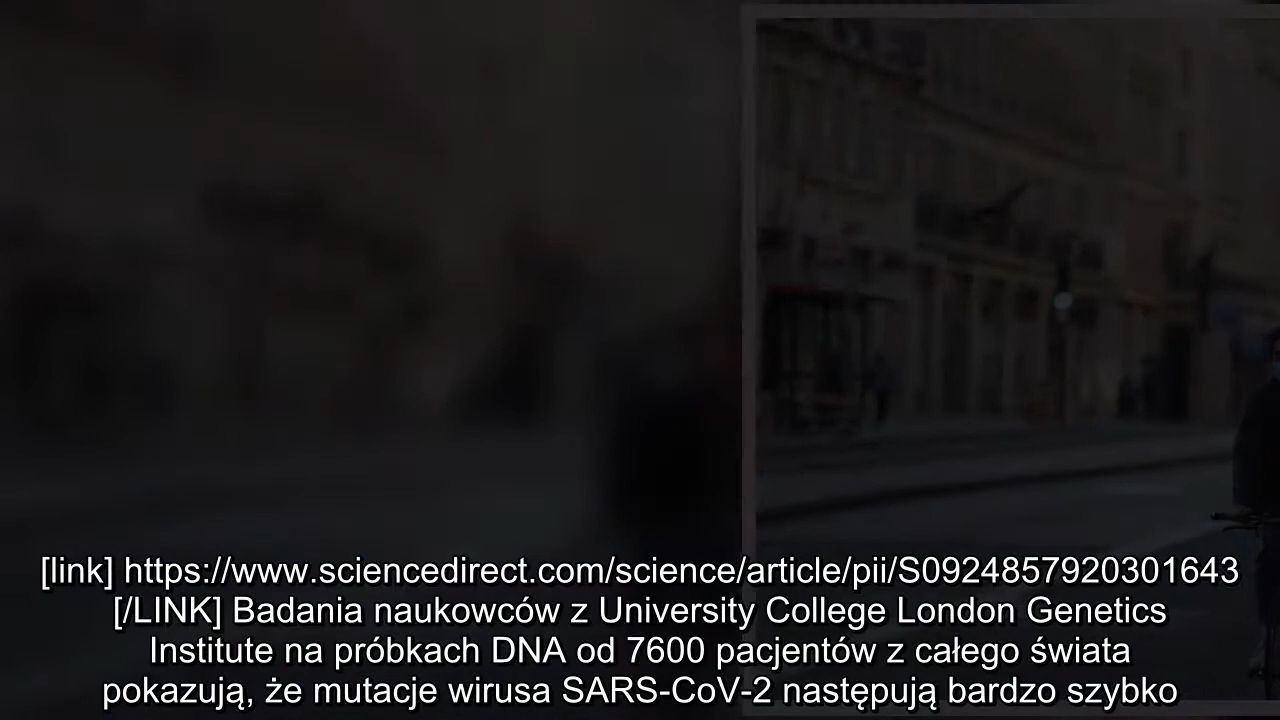 [link] https://www.sciencedirect.com/science/article/pii/S0924857920301643
[/LINK] Badania naukowców z University College London Genetics
Institute na próbkach DNA od 7600 pacjentów z całego świata
pokazują, że mutacje wirusa SARS-CoV-2 następują bardzo szybko